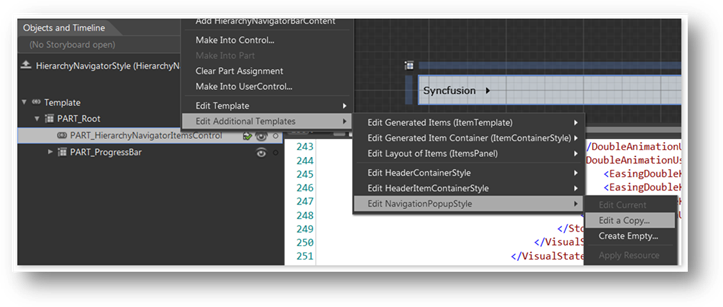 Objects and Timeline
(No Storyboard open)
HierarchyNavigatorStyle (HierarchyN
Template
PART_Root
PART_HierarchyNavigatorItemsControl
PART_ProgressBar
Add HierarchyNavigatorBarContent
Make Into Control...
Make Into Part
Clear Part Assignment
Make Into UserControl...
Edit Template
Edit Additional Templates
Edit Generated Items (ItemTemplate)
Edit Generated Item Container (ItemContainerStyle)
Edit Layout of Items (ItemsPanel)
Edit HeaderContainerStyle
Edit HeaderItemContainerStyle
Edit NavigationPopupStyle
Edit Current
Edit a Copy...
Create Empty...
Apply Resource
Syncfusion
243 /DoubleAnimationU
244 DoubleAnimationUs
245 <EasingDoubleK
246 <EasingDoubleK
247
248
249 </Sto
250 </VisualS
251 </VisualState